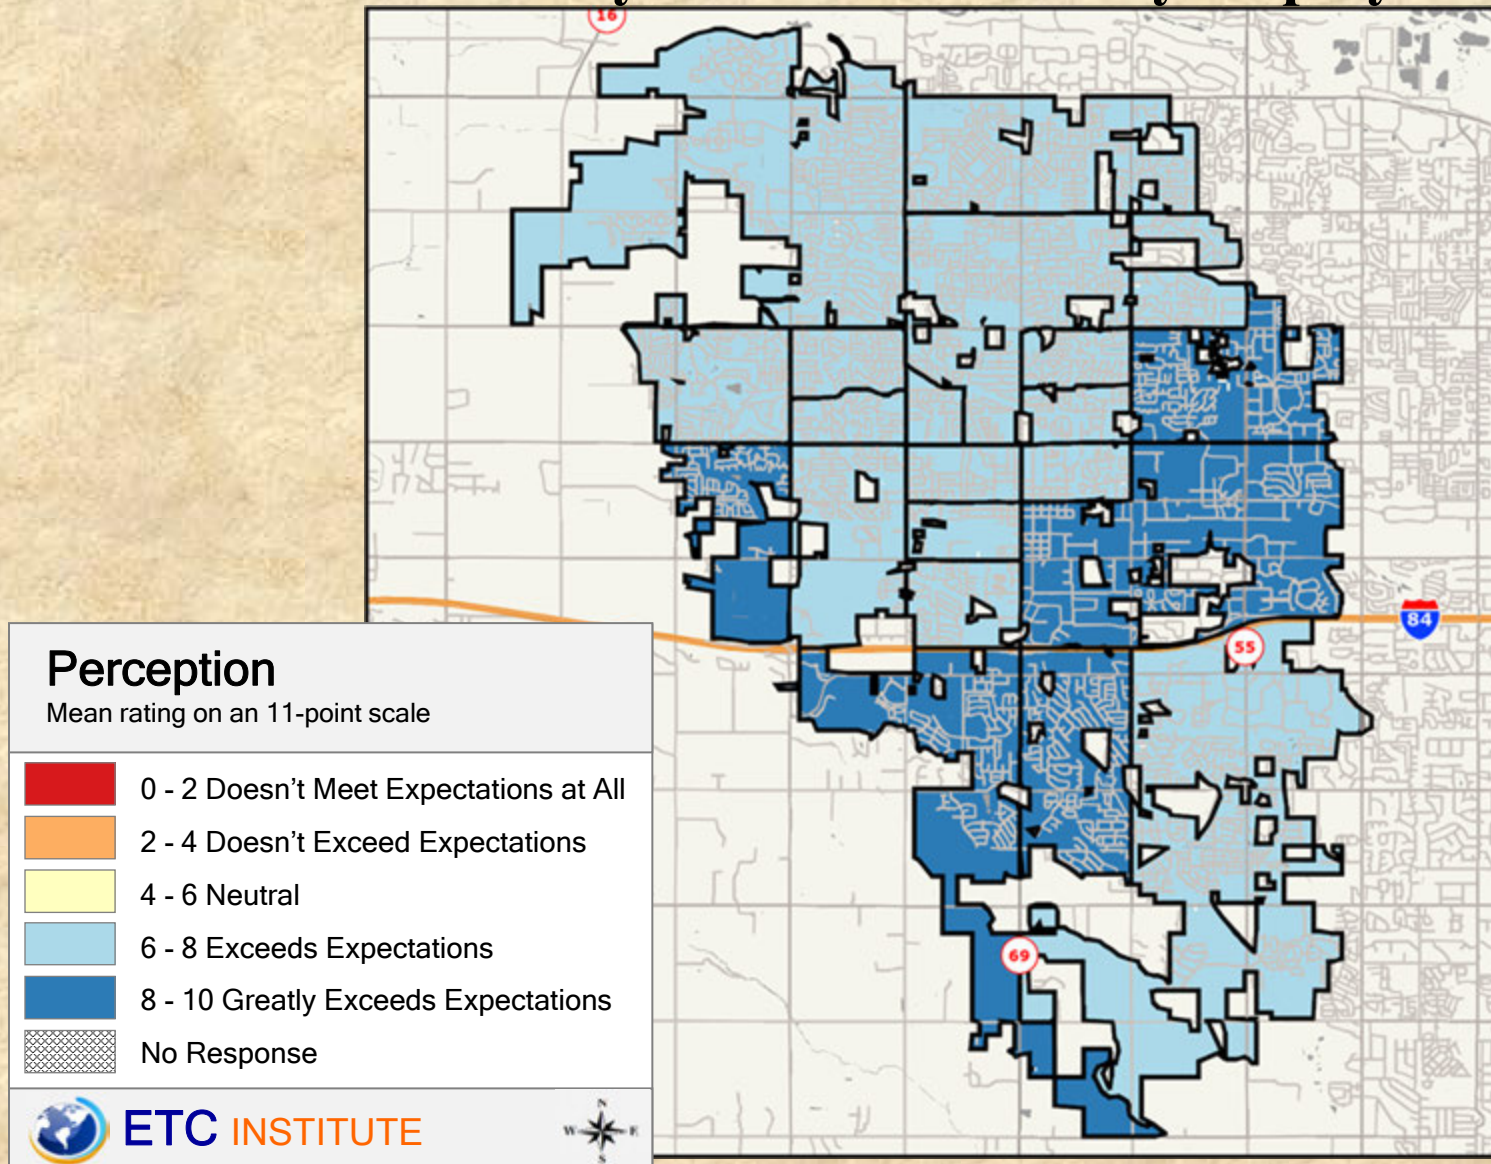 16
84
55
69
Perception
Mean rating on an 11-point scale
0 - 2 Doesn’t Meet Expectations at All
2 - 4 Doesn’t Exceed Expectations
4 - 6 Neutral
6 - 8 Exceeds Expectations
8 - 10 Greatly Exceeds Expectations
No Response
ETC INSTITUTE
N
W E
S